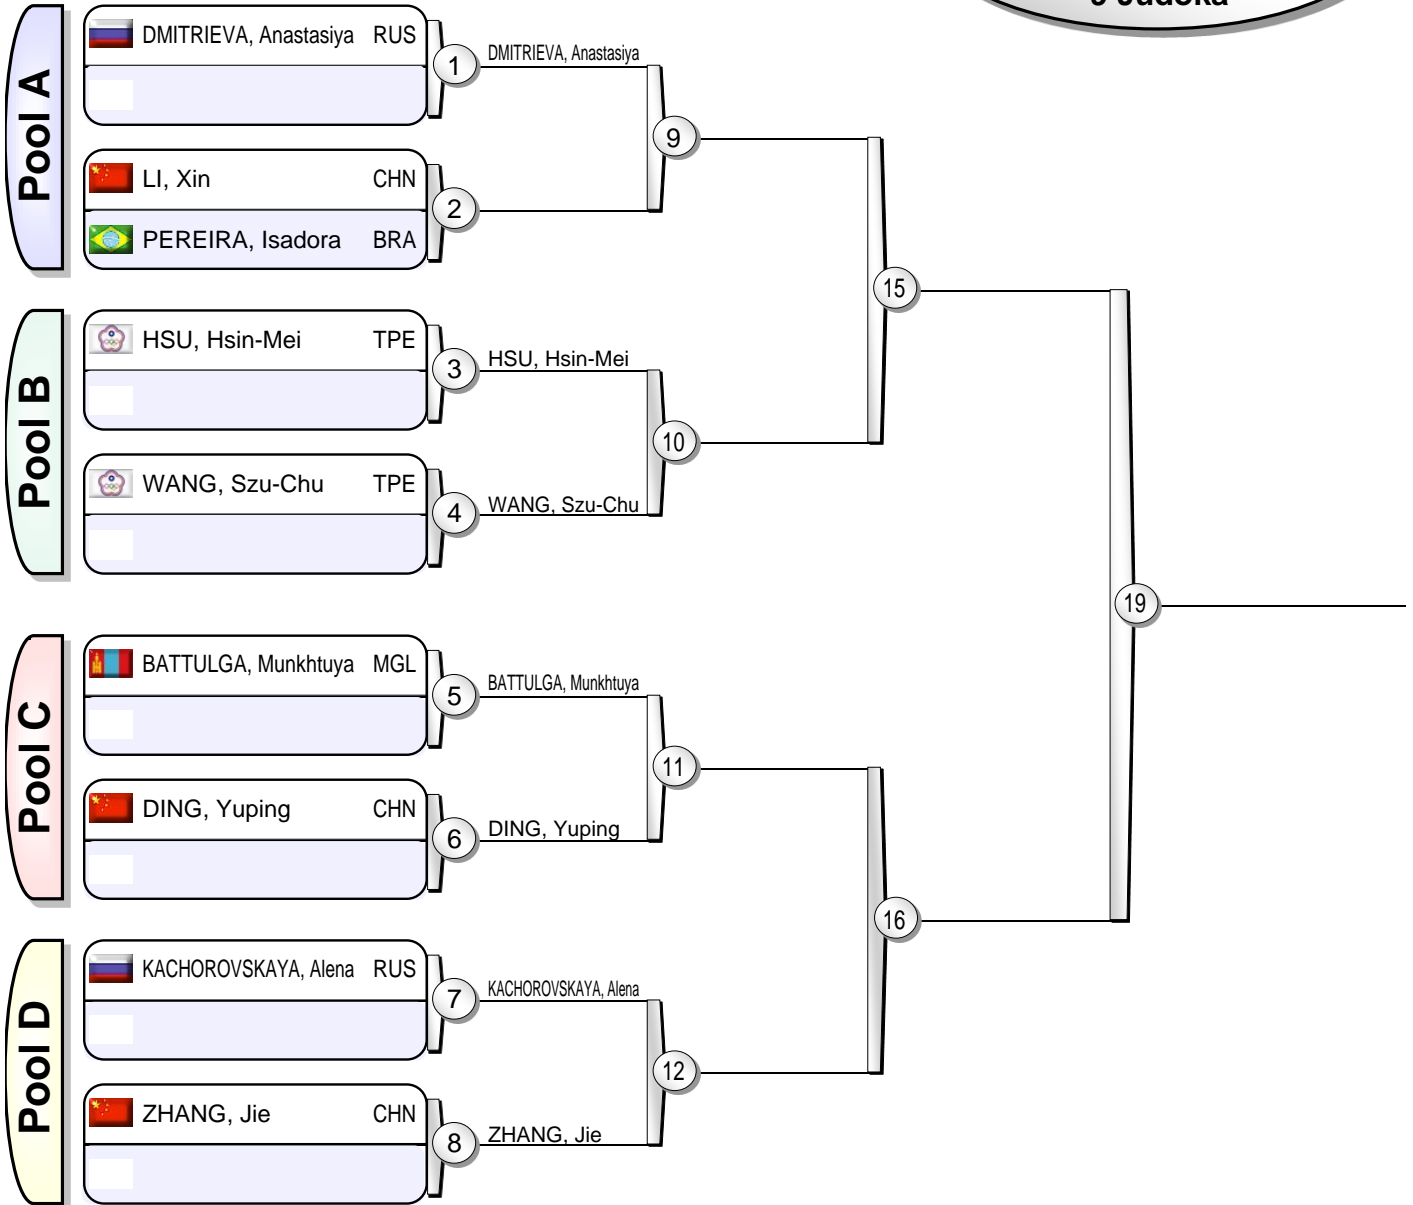 9 Judoka
Pool A
DMITRIEVA, Anastasiya RUS
1
DMITRIEVA, Anastasiya
9
LI, Xin CHN
2
PEREIRA, Isadora BRA
15
Pool B
HSU, Hsin-Mei TPE
3
HSU, Hsin-Mei
10
WANG, Szu-Chu TPE
4
WANG, Szu-Chu
19
Pool C
BATTULGA, Munkhtuya MGL
5
BATTULGA, Munkhtuya
11
DING, Yuping CHN
6
DING, Yuping
16
Pool D
KACHOROVSKAYA, Alena RUS
7
KACHOROVSKAYA, Alena
12
ZHANG, Jie CHN
8
ZHANG, Jie